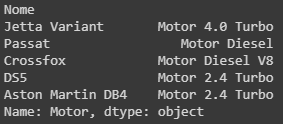 Nome
Jetta Variant       Motor 4.0 Turbo
Passat                 Motor Diesel
Crossfox            Motor Diesel V8
DS5                 Motor 2.4 Turbo
Aston Martin DB4    Motor 2.4 Turbo
Name: Motor, dtype: object